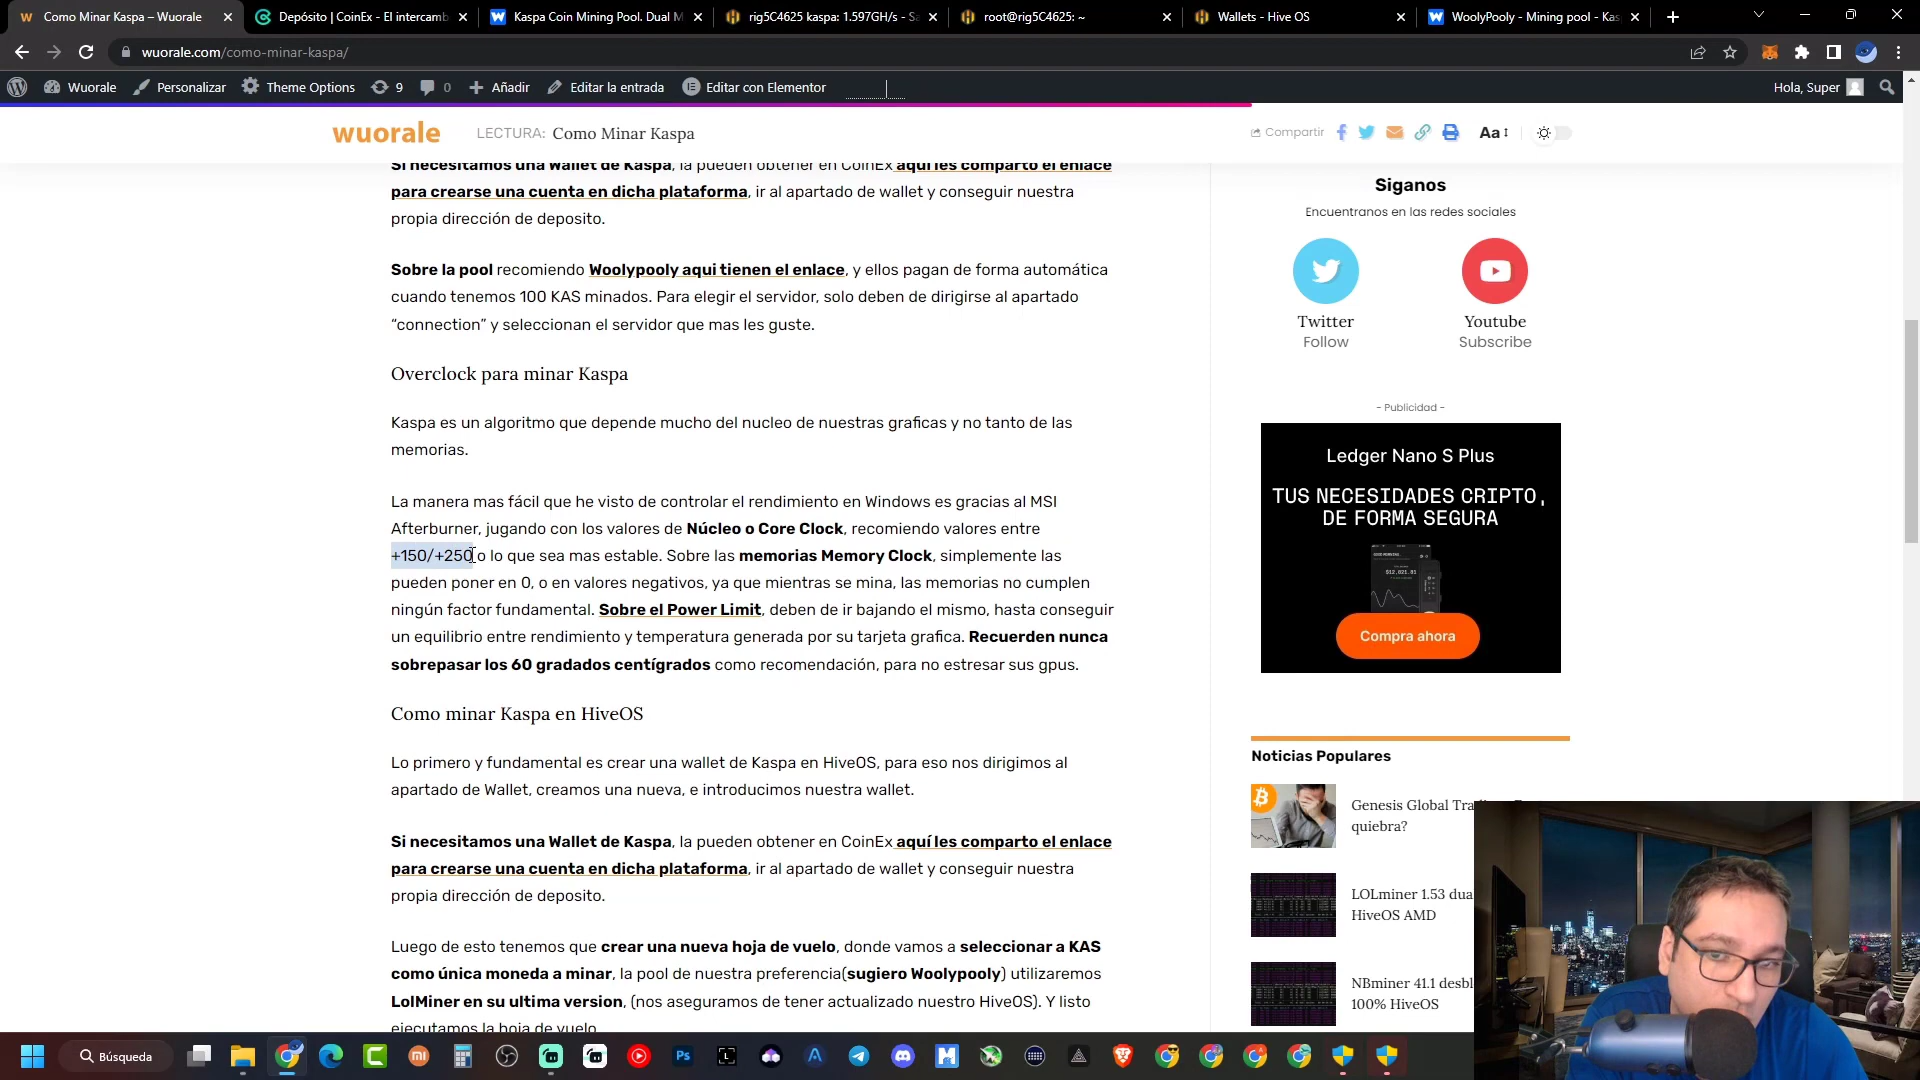 Como Minar Kaspa – Wuorale
Depósito | CoinEx - El intercamb
Kaspa Coin Mining Pool. Dual M
rig5C4625 kaspa: 1.597GH/s - Sa
root@rig5C4625: ~
Wallets - Hive OS
WoolyPooly - Mining pool - Kas
wuorale.com/como-minar-kaspa/
Wuorale
Personalizar
Theme Options
9
0
Añadir
Editar la entrada
Editar con Elementor
Hola, Super
wuorale
LECTURA: Como Minar Kaspa
Compartir
Aa
Si necesitamos una Wallet de Kaspa, la pueden obtener en CoinEx aquí les comparto el enlace
para crearse una cuenta en dicha plataforma, ir al apartado de wallet y conseguir nuestra
propia dirección de deposito.
Sobre la pool recomiendo Woolypooly aqui tienen el enlace, y ellos pagan de forma automática
cuando tenemos 100 KAS minados. Para elegir el servidor, solo deben de dirigirse al apartado
“connection” y seleccionan el servidor que mas les guste.
Overclock para minar Kaspa
Kaspa es un algoritmo que depende mucho del nucleo de nuestras graficas y no tanto de las
memorias.
La manera mas fácil que he visto de controlar el rendimiento en Windows es gracias al MSI
Afterburner, jugando con los valores de Núcleo o Core Clock, recomiendo valores entre
+150/+250 o lo que sea mas estable. Sobre las memorias Memory Clock, simplemente las
pueden poner en 0, o en valores negativos, ya que mientras se mina, las memorias no cumplen
ningún factor fundamental. Sobre el Power Limit, deben de ir bajando el mismo, hasta conseguir
un equilibrio entre rendimiento y temperatura generada por su tarjeta grafica. Recuerden nunca
sobrepasar los 60 gradados centígrados como recomendación, para no estresar sus gpus.
Como minar Kaspa en HiveOS
Lo primero y fundamental es crear una wallet de Kaspa en HiveOS, para eso nos dirigimos al
apartado de Wallet, creamos una nueva, e introducimos nuestra wallet.
Si necesitamos una Wallet de Kaspa, la pueden obtener en CoinEx aquí les comparto el enlace
para crearse una cuenta en dicha plataforma, ir al apartado de wallet y conseguir nuestra
propia dirección de deposito.
Luego de esto tenemos que crear una nueva hoja de vuelo, donde vamos a seleccionar a KAS
como única moneda a minar, la pool de nuestra preferencia(sugiero Woolypooly) utilizaremos
LolMiner en su ultima version, (nos aseguramos de tener actualizado nuestro HiveOS). Y listo
ejecutamos la hoja de vuelo.
Siganos
Encuentranos en las redes sociales
Twitter
Follow
Youtube
Subscribe
- Publicidad -
Ledger Nano S Plus
TUS NECESIDADES CRIPTO,
DE FORMA SEGURA
Compra ahora
Noticias Populares
Genesis Global
quiebra?
LOLminer 1.53 dua
HiveOS AMD
NBminer 41.1 desbl
100% HiveOS
Búsqueda